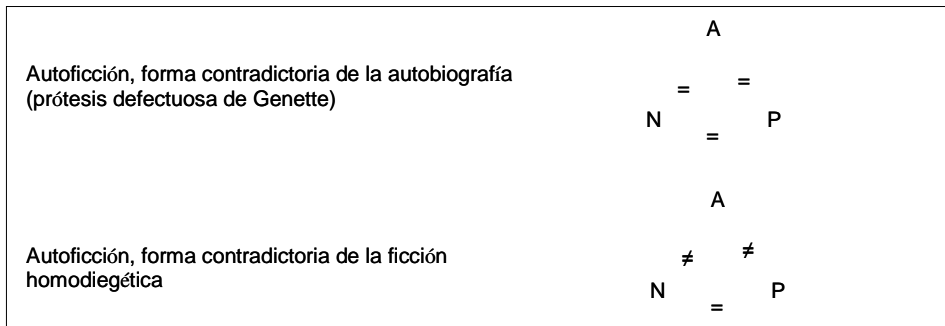 A
Autoficción, forma contradictoria de la autobiografía
(prótesis defectuosa de Genette)
= =
N P
=
A
Autoficción, forma contradictoria de la ficción
homodiegética
≠ ≠
N P
=